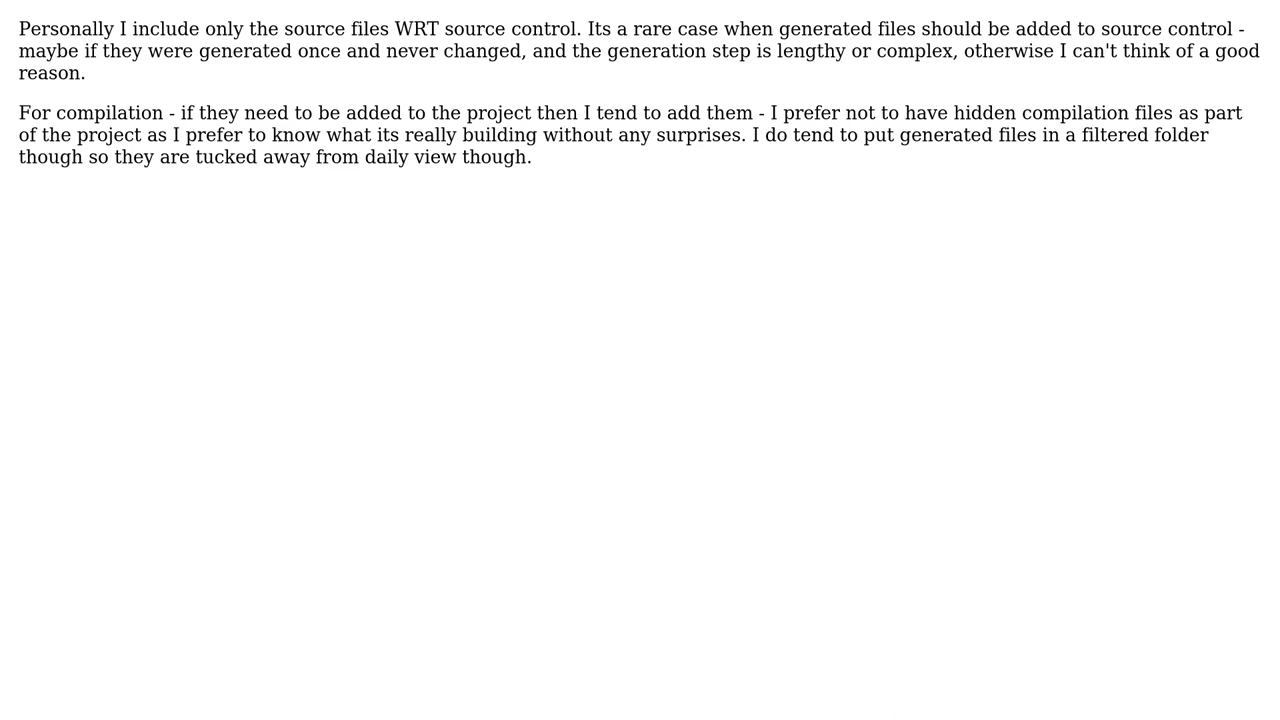 Personally I include only the source files WRT source control. Its a rare case when generated files should be added to source control -
maybe if they were generated once and never changed, and the generation step is lengthy or complex, otherwise I can't think of a good
reason.
For compilation - if they need to be added to the project then I tend to add them - I prefer not to have hidden compilation files as part
of the project as I prefer to know what its really building without any surprises. I do tend to put generated files in a filtered folder
though so they are tucked away from daily view though.